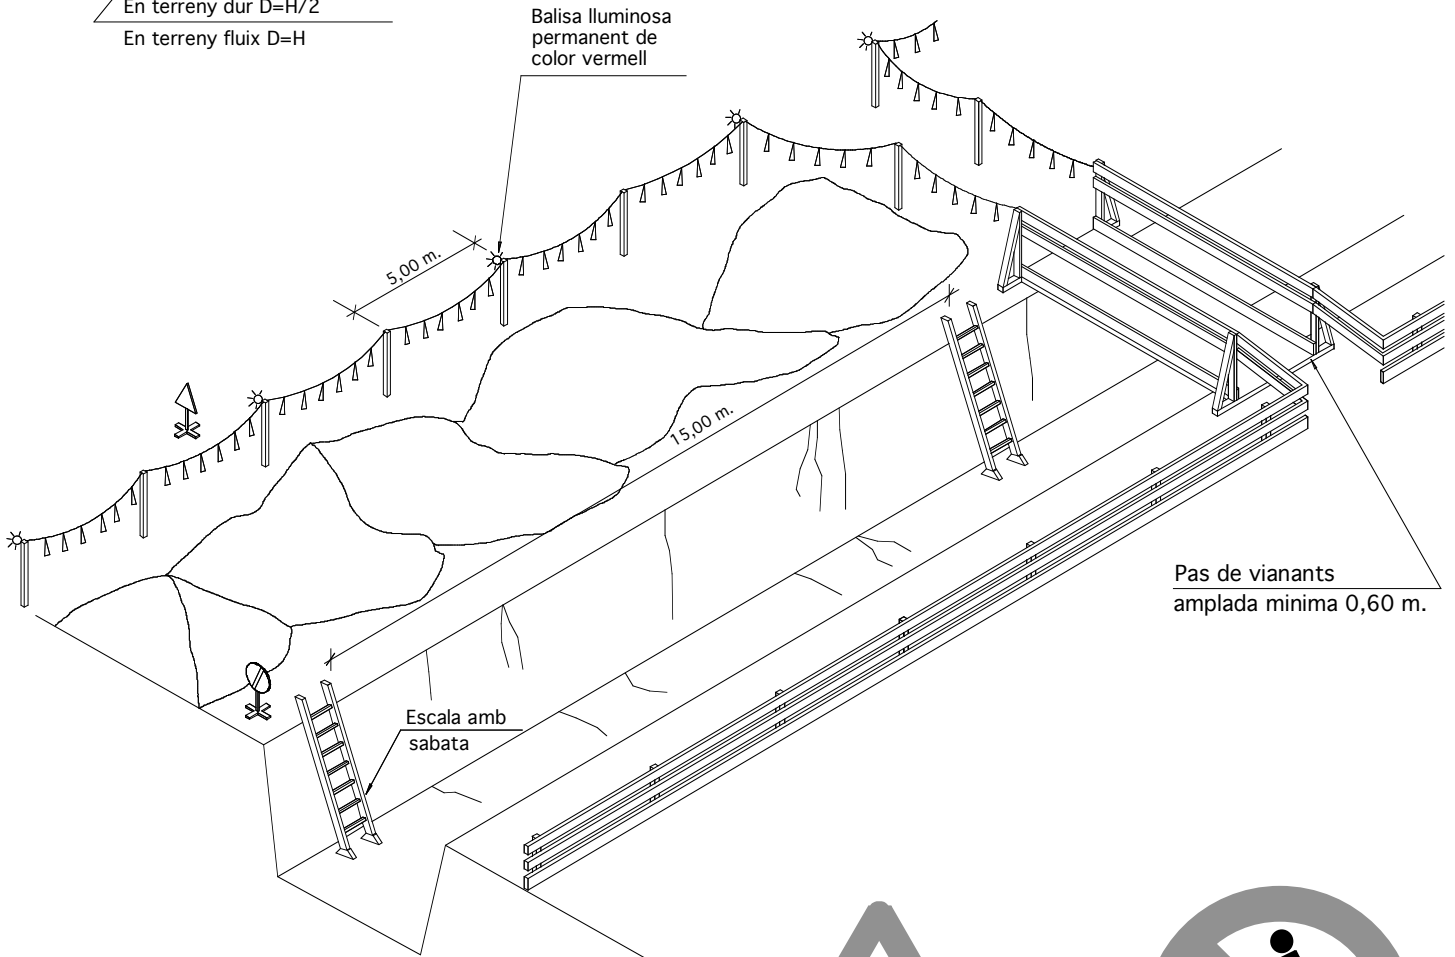 En terreny dur D=H/2
En terreny fluix D=H
Balisa lluminosa
permanent de
color vermell
5,00 m.
15,00 m.
Pas de vianants
amplada minima 0,60 m.
Escala amb
sabata